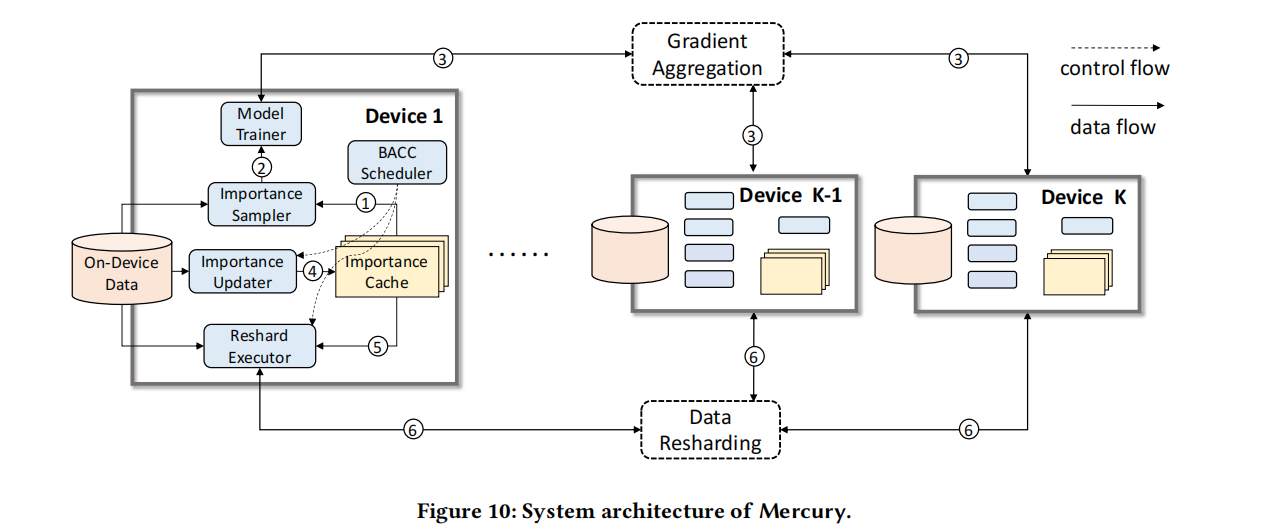 Gradient
Aggregation
3
3
control flow
data flow
Device 1
Model
Trainer
3
BACC
Scheduler
2
Importance
Sampler
1
Device K-1
Device K
On-Device
Data
Importance
Updater
4
Importance
Cache
......
Reshard
Executor
5
6
Data
Resharding
6
6
Figure 10: System architecture of Mercury.